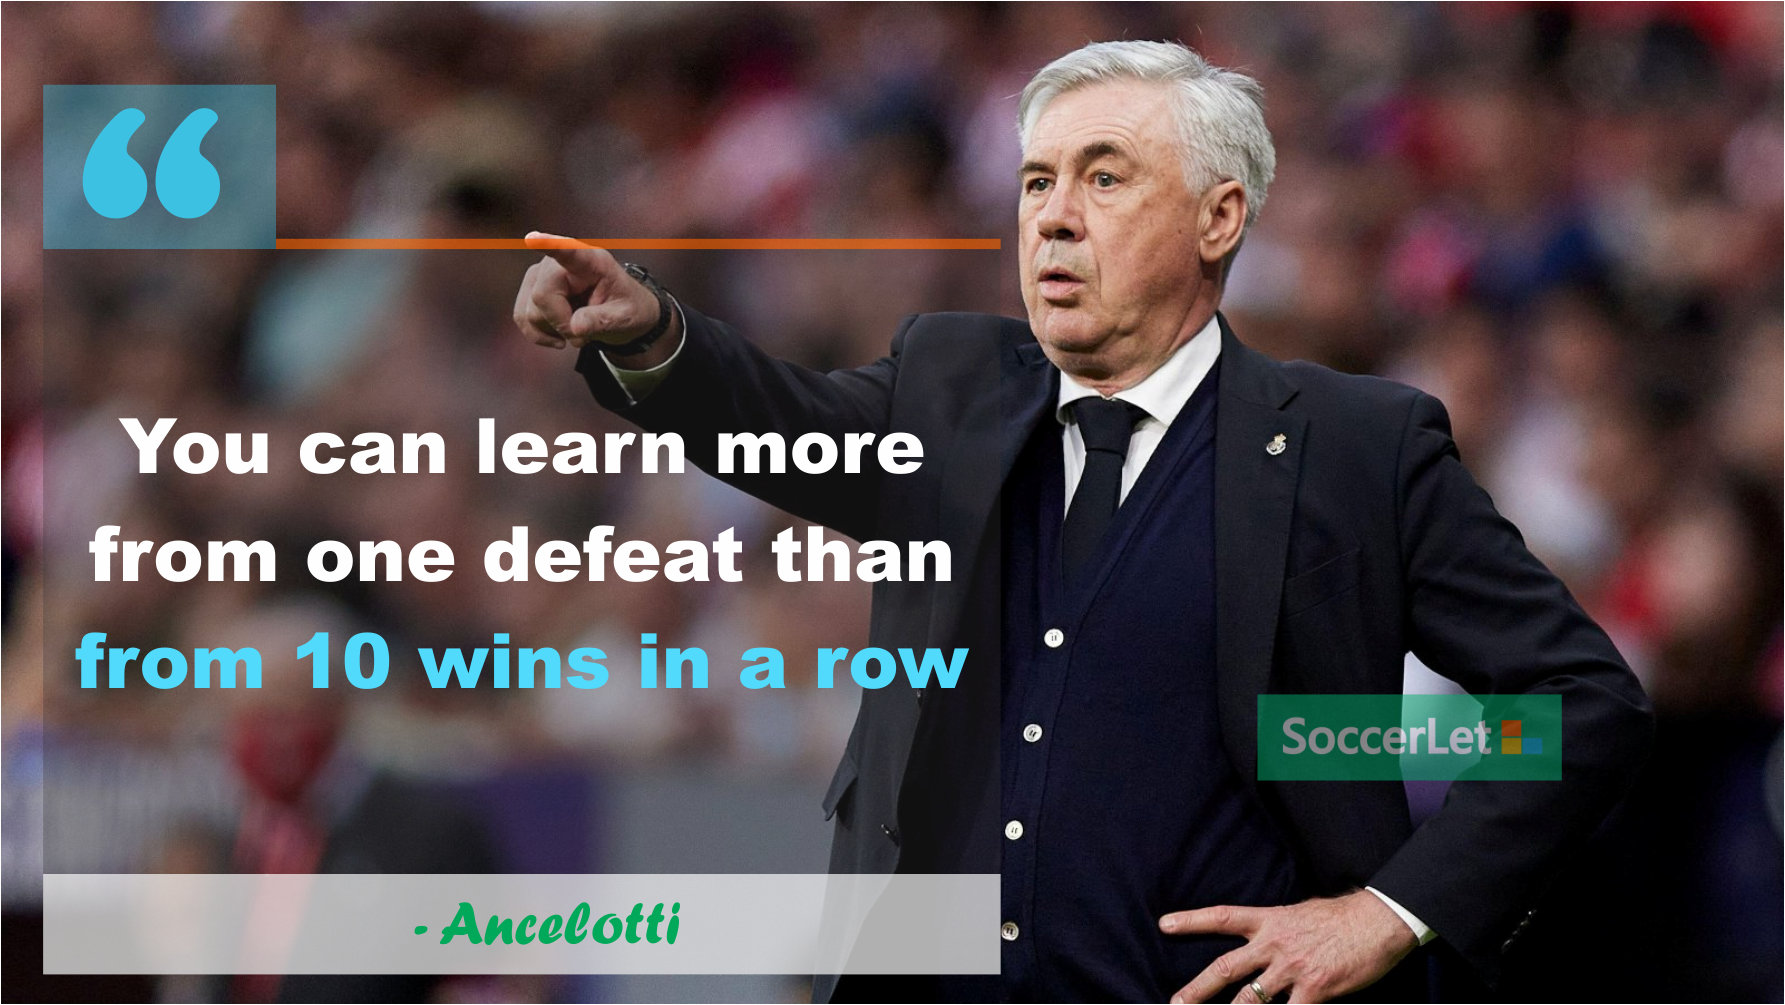 “
You can learn more
from one defeat than
from 10 wins in a row
- Ancelotti
SoccerLet